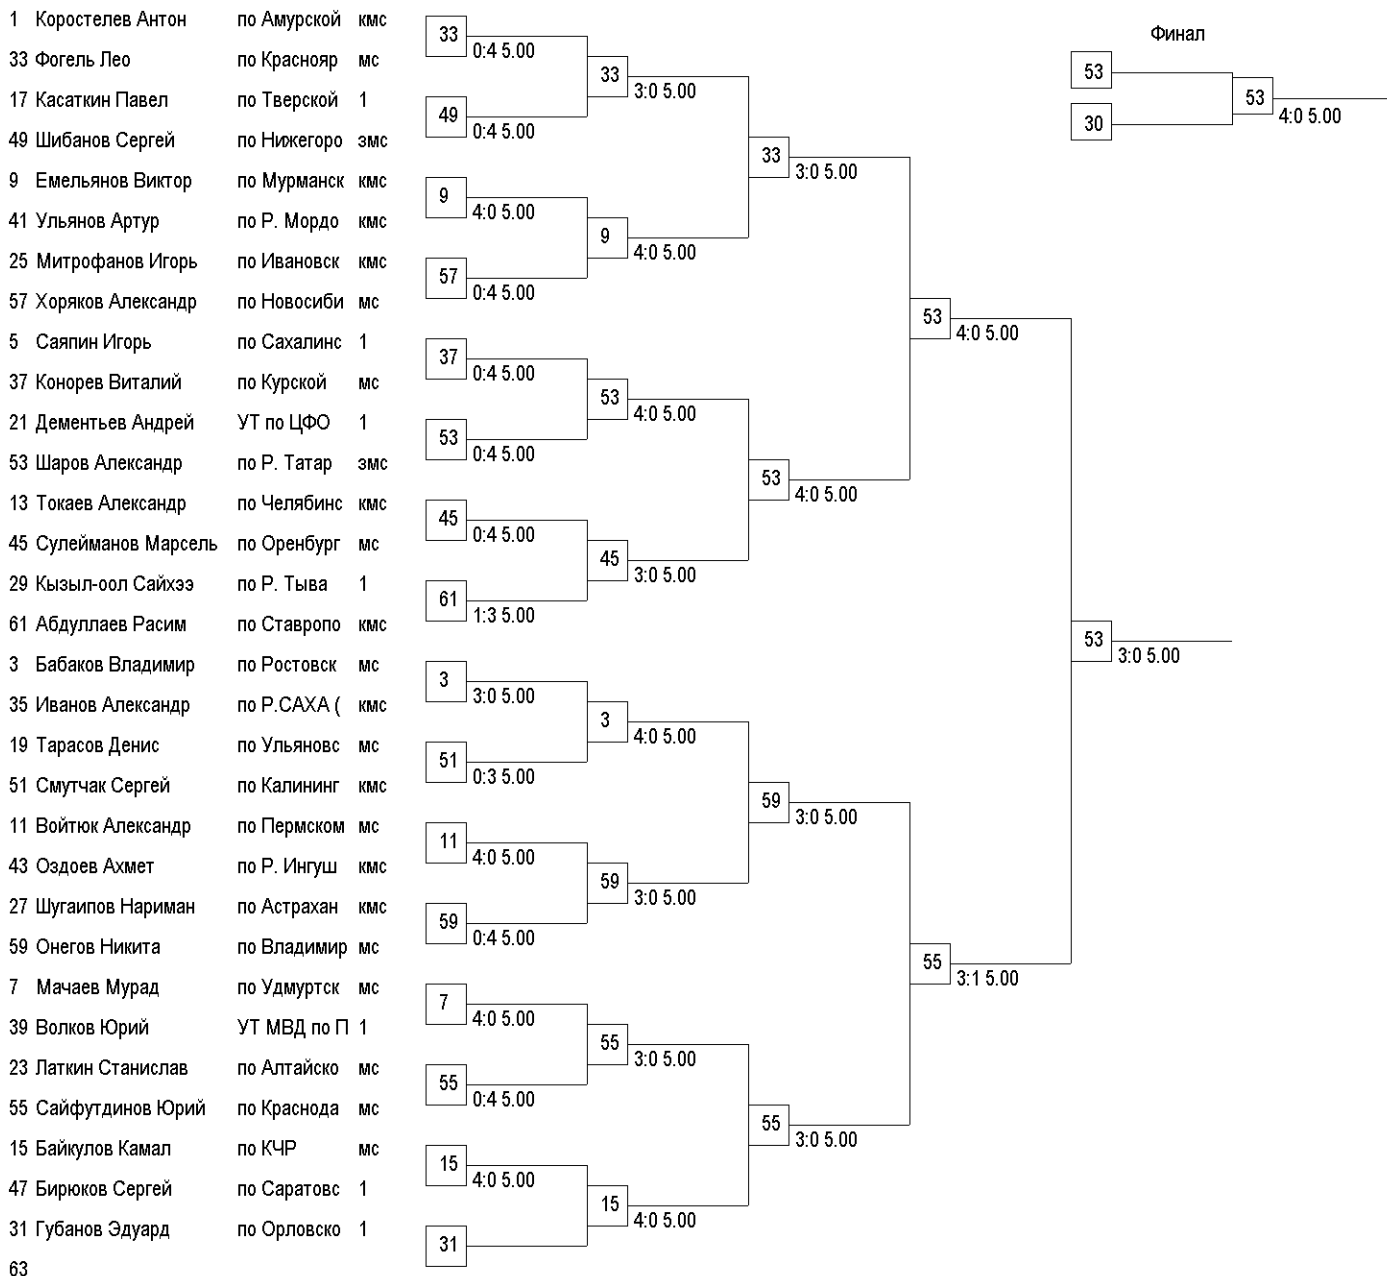 1 Коростелев Антон по Амурской кмс
33 Фогель Лео по Краснояр мс
17 Касаткин Павел по Тверской 1
49 Шибанов Сергей по Нижегоро змс
9 Емельянов Виктор по Мурманск кмс
41 Ульянов Артур по Р. Мордо кмс
25 Митрофанов Игорь по Ивановск кмс
57 Хоряков Александр по Новосиби мс
5 Саяпин Игорь по Сахалинс 1
37 Конорев Виталий по Курской мс
21 Дементьев Андрей УТ по ЦФО 1
53 Шаров Александр по Р. Татар змс
13 Токаев Александр по Челябинс кмс
45 Сулейманов Марсель по Оренбург мс
29 Кызыл-оол Сайхээ по Р. Тыва 1
61 Абдуллаев Расим по Ставропо кмс
3 Бабаков Владимир по Ростовск мс
35 Иванов Александр по Р.САХА ( кмс
19 Тарасов Денис по Ульяновс мс
51 Смутчак Сергей по Калининг кмс
11 Войтюк Александр по Пермском мс
43 Оздоев Ахмет по Р. Ингуш кмс
27 Шугаипов Нариман по Астрахан кмс
59 Онегов Никита по Владимир мс
7 Мачаев Мурад по Удмуртск мс
39 Волков Юрий УТ МВД по П 1
23 Латкин Станислав по Алтайско мс
55 Сайфутдинов Юрий по Краснода мс
15 Байкулов Камал по КЧР мс
47 Бирюков Сергей по Саратовс 1
31 Губанов Эдуард по Орловско 1
63
33
0:4 5.00
49
0:4 5.00
9
4:0 5.00
57
0:4 5.00
37
0:4 5.00
53
0:4 5.00
45
0:4 5.00
61
1:3 5.00
3
3:0 5.00
51
0:3 5.00
11
4:0 5.00
59
0:4 5.00
7
4:0 5.00
55
0:4 5.00
15
4:0 5.00
31
33
3:0 5.00
9
4:0 5.00
53
4:0 5.00
45
3:0 5.00
3
4:0 5.00
59
3:0 5.00
55
3:0 5.00
15
4:0 5.00
33
3:0 5.00
53
4:0 5.00
59
3:0 5.00
55
3:0 5.00
53
4:0 5.00
55
3:1 5.00
53
3:0 5.00
Финал
53
30
53
4:0 5.00